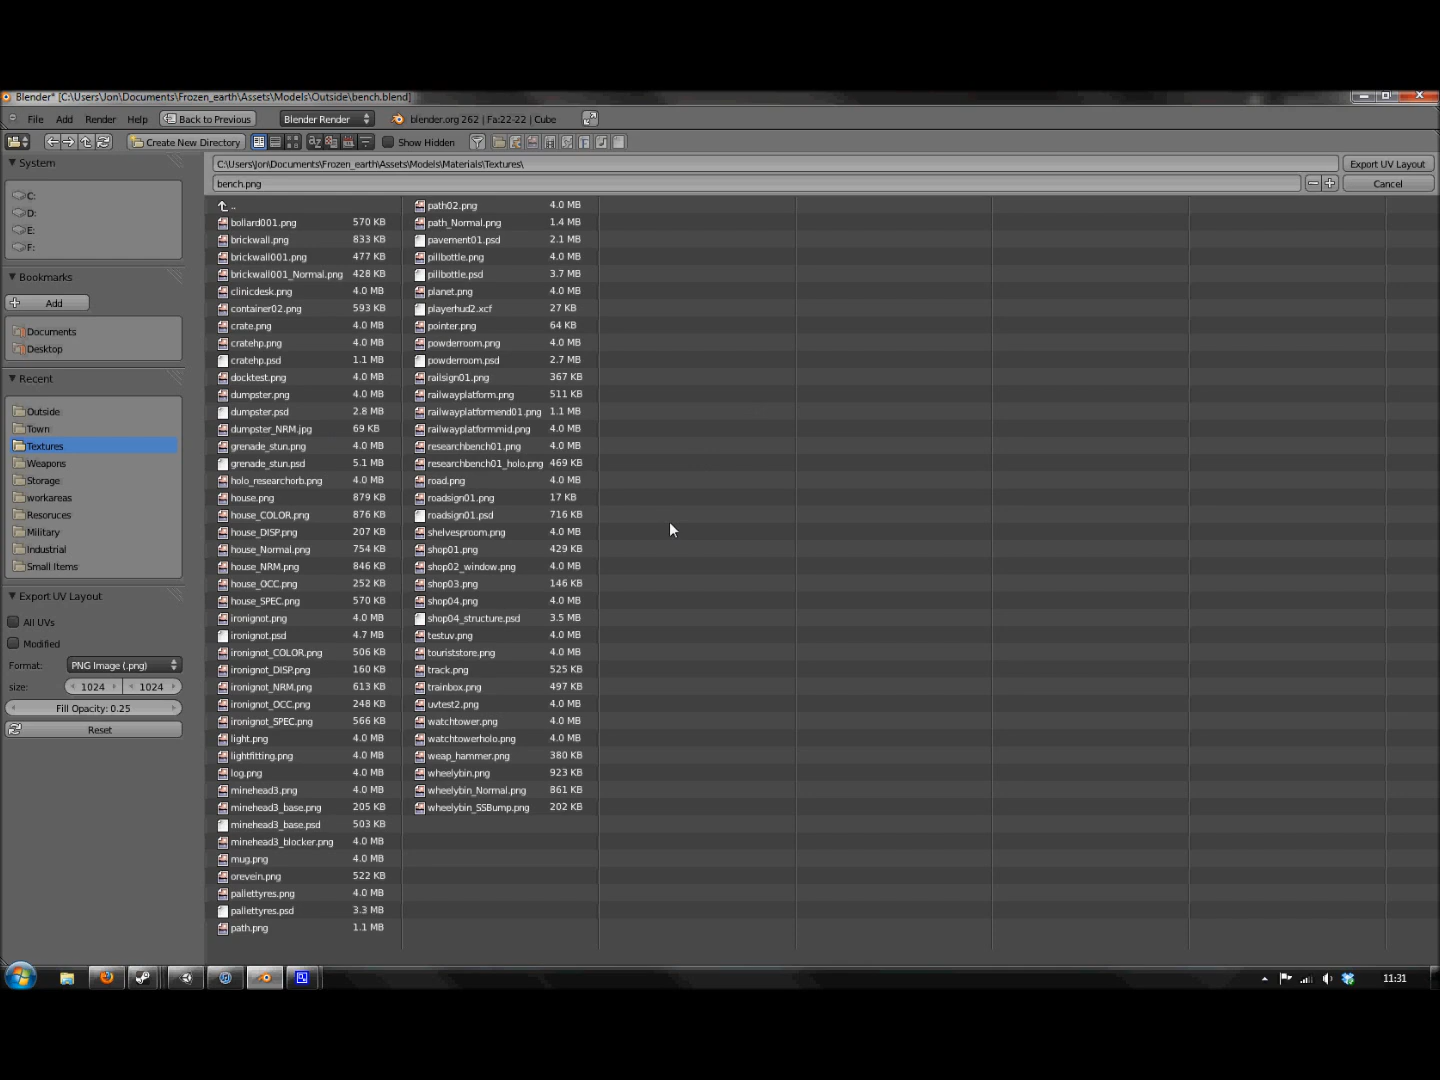 Blender* [C:\Users\Jon\Documents\Frozen_earth\Assets\Models\Outside\bench.blend]
File Add Render Help Back to Previous Blender Render blender.org 262 | Fa:22-22 | Cube
Create New Directory Show Hidden
System
C:
D:
E:
F:
Bookmarks
Add
Documents
Desktop
Recent
Outside
Town
Textures
Weapons
Storage
workareas
Resoruces
Military
Industrial
Small Items
Export UV Layout
All UVs
Modified
Format: PNG Image (.png)
size: 1024 1024
Fill Opacity: 0.25
Reset
C:\Users\Jon\Documents\Frozen_earth\Assets\Models\Materials\Textures\
Export UV Layout
bench.png
Cancel
..
bollard001.png 570 KB
brickwall.png 833 KB
brickwall001.png 477 KB
brickwall001_Normal.png 428 KB
clinicdesk.png 4.0 MB
container02.png 593 KB
crate.png 4.0 MB
cratehp.png 4.0 MB
cratehp.psd 1.1 MB
docktest.png 4.0 MB
dumpster.png 4.0 MB
dumpster.psd 2.8 MB
dumpster_NRM.jpg 69 KB
grenade_stun.png 4.0 MB
grenade_stun.psd 5.1 MB
holo_researchorb.png 4.0 MB
house.png 879 KB
house_COLOR.png 876 KB
house_DISP.png 207 KB
house_Normal.png 754 KB
house_NRM.png 846 KB
house_OCC.png 252 KB
house_SPEC.png 570 KB
ironignot.png 4.0 MB
ironignot.psd 4.7 MB
ironignot_COLOR.png 506 KB
ironignot_DISP.png 160 KB
ironignot_NRM.png 613 KB
ironignot_OCC.png 248 KB
ironignot_SPEC.png 566 KB
light.png 4.0 MB
lightfitting.png 4.0 MB
log.png 4.0 MB
minehead3.png 4.0 MB
minehead3_base.png 205 KB
minehead3_base.psd 503 KB
minehead3_blocker.png 4.0 MB
mug.png 4.0 MB
orevein.png 522 KB
pallettyres.png 4.0 MB
pallettyres.psd 3.3 MB
path.png 1.1 MB
path02.png 4.0 MB
path_Normal.png 1.4 MB
pavement01.psd 2.1 MB
pillbottle.png 4.0 MB
pillbottle.psd 3.7 MB
planet.png 4.0 MB
playerhud2.xcf 27 KB
pointer.png 64 KB
powderroom.png 4.0 MB
powderroom.psd 2.7 MB
railsign01.png 367 KB
railwayplatform.png 511 KB
railwayplatformend01.png 1.1 MB
railwayplatformmid.png 4.0 MB
researchbench01.png 4.0 MB
researchbench01_holo.png 469 KB
road.png 4.0 MB
roadsign01.png 17 KB
roadsign01.psd 716 KB
shelvesproom.png 4.0 MB
shop01.png 429 KB
shop02_window.png 4.0 MB
shop03.png 146 KB
shop04.png 4.0 MB
shop04_structure.psd 3.5 MB
testuv.png 4.0 MB
touriststore.png 4.0 MB
track.png 525 KB
trainbox.png 497 KB
uvtest2.png 4.0 MB
watchtower.png 4.0 MB
watchtowerholo.png 4.0 MB
weap_hammer.png 380 KB
wheelybin.png 923 KB
wheelybin_Normal.png 861 KB
wheelybin_SSBump.png 202 KB
11:31